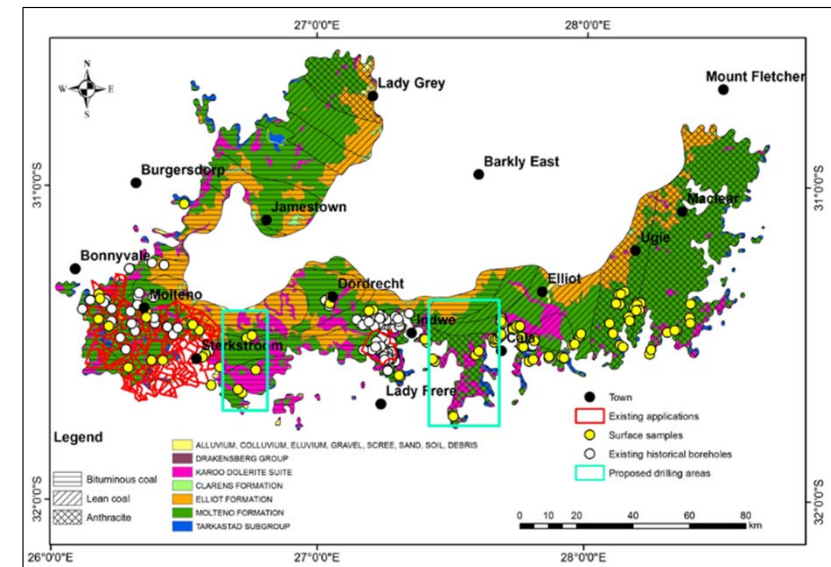 27°0'0"E
28°0'0"E
N
W
E
S
Lady Grey
Mount Fletcher
Burgersdorp
Barkly East
31°0'0"S
31°0'0"S
Jamestown
Maclear
Ugie
Bonnyvale
Molteno
Dordrecht
Elliot
Indwe
Sterkstroom
Cala
Lady Frere
Town
Existing applications
Surface samples
Existing historical boreholes
Proposed drilling areas
Legend
Bituminous coal
Lean coal
Anthracite
ALLUVIUM, COLLUVIUM, ELUVIUM, GRAVEL, SCREE, SAND, SOIL, DEBRIS
DRAKENSBERG GROUP
KAROO DOLERITE SUITE
CLARENS FORMATION
ELLIOT FORMATION
MOLTENO FORMATION
TARKASTAD SUBGROUP
0 10 20 40 60 80
km
32°0'0"S
32°0'0"S
26°0'0"E
27°0'0"E
28°0'0"E